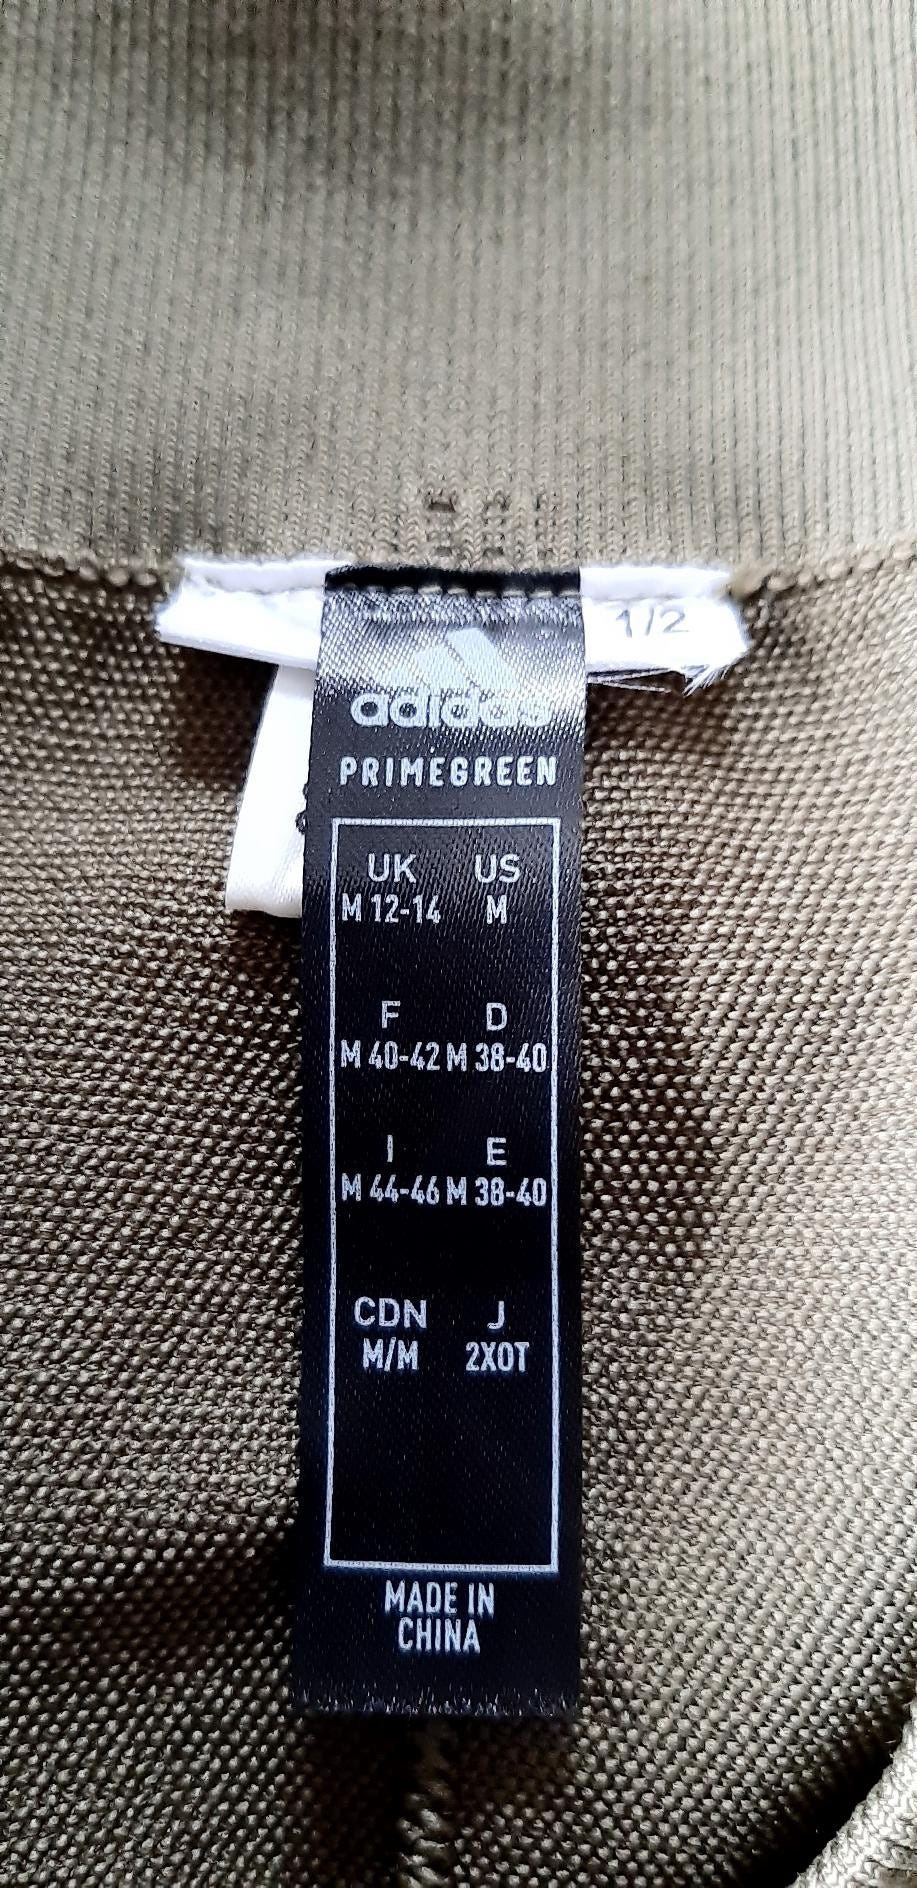 1/2
adidas
PRIMEGREEN
UK US
M 12-14 M
F D
M 40-42 M 38-40
I E
M 44-46 M 38-40
CDN J
M/M 2XOT
MADE IN
CHINA